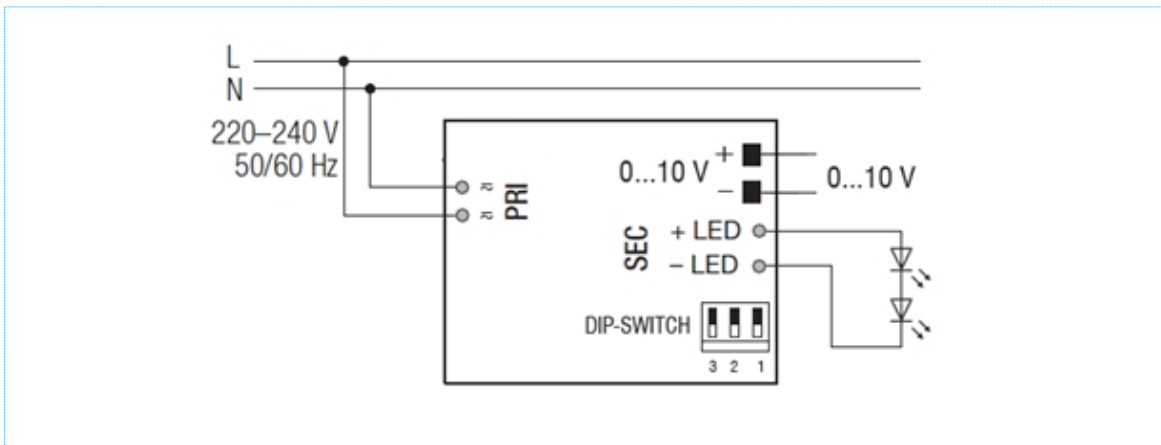 L
N
220–240 V
50/60 Hz
≂
≂
PRI
0...10 V
+
−
0...10 V
SEC
+ LED
− LED
DIP-SWITCH
3 2 1